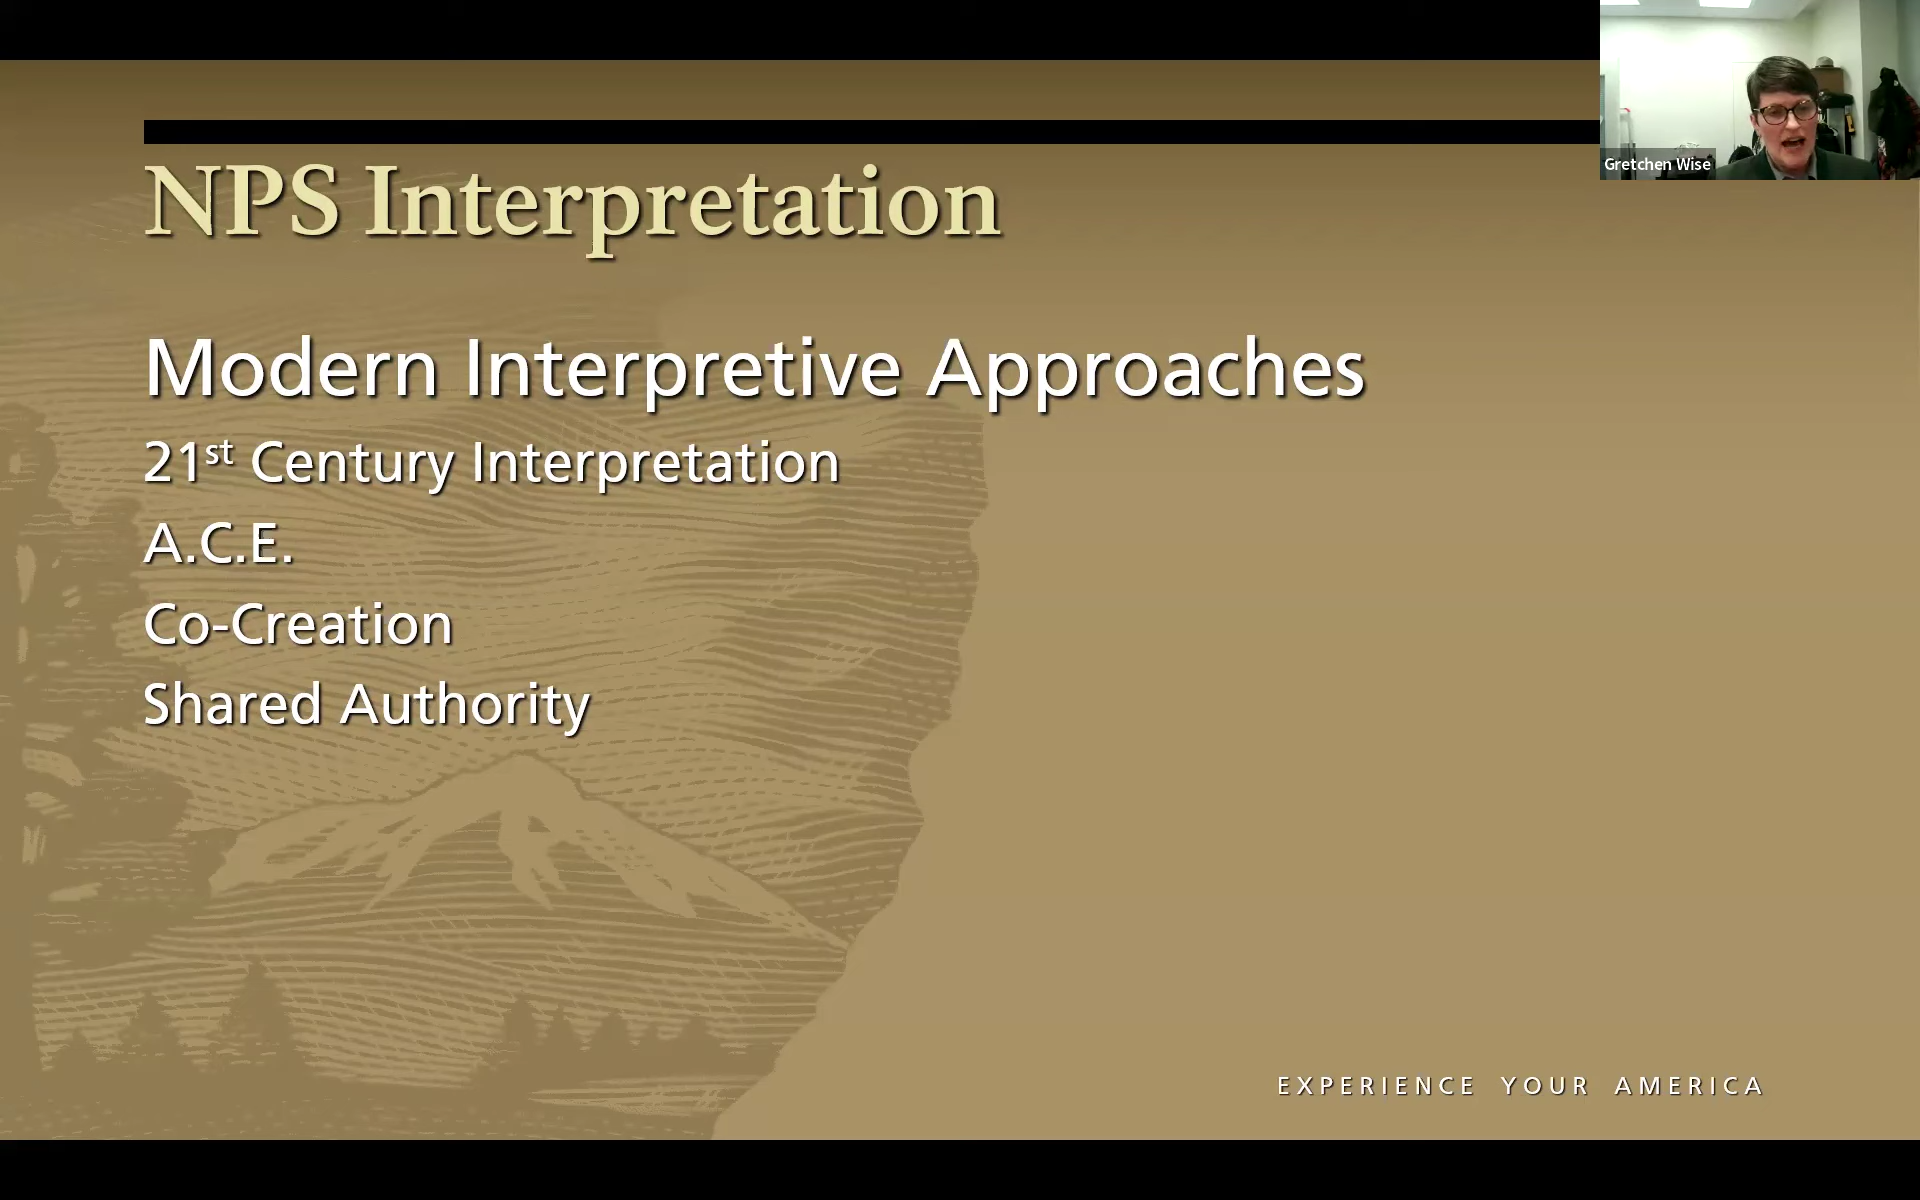 Gretchen Wise
NPS Interpretation
Modern Interpretive Approaches
21st Century Interpretation
A.C.E.
Co-Creation
Shared Authority
EXPERIENCE YOUR AMERICA